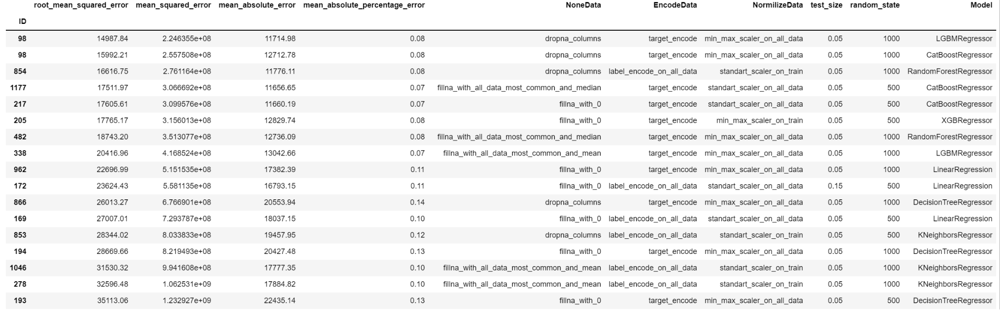 root_mean_squared_error mean_squared_error mean_absolute_error mean_absolute_percentage_error NoneData EncodeData NormilizeData test_size random_state Model
ID
98 14987.84 2.246355e+08 11714.98 0.08 dropna_columns target_encode min_max_scaler_on_all_data 0.05 1000 LGBMRegressor
98 15992.21 2.557508e+08 12712.78 0.08 dropna_columns target_encode min_max_scaler_on_all_data 0.05 1000 CatBoostRegressor
854 16616.75 2.761164e+08 11776.11 0.08 dropna_columns label_encode_on_all_data standart_scaler_on_train 0.05 1000 RandomForestRegressor
1177 17511.97 3.066692e+08 11656.65 0.07 fillna_with_all_data_most_common_and_median target_encode standart_scaler_on_all_data 0.05 500 CatBoostRegressor
217 17605.61 3.099576e+08 11660.19 0.07 fillna_with_0 target_encode standart_scaler_on_all_data 0.05 500 CatBoostRegressor
205 17765.17 3.156013e+08 12829.74 0.08 fillna_with_0 target_encode min_max_scaler_on_train 0.05 500 XGBRegressor
482 18743.20 3.513077e+08 12736.09 0.08 fillna_with_all_data_most_common_and_median target_encode min_max_scaler_on_all_data 0.05 1000 RandomForestRegressor
338 20416.96 4.168524e+08 13042.66 0.07 fillna_with_all_data_most_common_and_mean target_encode min_max_scaler_on_all_data 0.05 1000 LGBMRegressor
962 22696.99 5.151535e+08 17382.39 0.11 fillna_with_0 target_encode min_max_scaler_on_all_data 0.05 1000 LinearRegression
172 23624.43 5.581135e+08 16793.15 0.11 fillna_with_0 label_encode_on_all_data standart_scaler_on_all_data 0.15 500 LinearRegression
866 26013.27 6.766901e+08 20553.94 0.14 dropna_columns target_encode min_max_scaler_on_all_data 0.05 1000 DecisionTreeRegressor
169 27007.01 7.293787e+08 18037.15 0.10 fillna_with_0 label_encode_on_all_data standart_scaler_on_all_data 0.05 500 LinearRegression
853 28344.02 8.033833e+08 19457.95 0.12 dropna_columns label_encode_on_all_data standart_scaler_on_train 0.05 500 KNeighborsRegressor
194 28669.66 8.219493e+08 20427.48 0.13 fillna_with_0 target_encode min_max_scaler_on_all_data 0.05 1000 DecisionTreeRegressor
1046 31530.32 9.941608e+08 17777.35 0.10 fillna_with_all_data_most_common_and_mean label_encode_on_all_data standart_scaler_on_train 0.05 1000 KNeighborsRegressor
278 32596.48 1.062531e+09 17884.82 0.10 fillna_with_all_data_most_common_and_mean label_encode_on_all_data standart_scaler_on_train 0.05 1000 KNeighborsRegressor
193 35113.06 1.232927e+09 22435.14 0.13 fillna_with_0 target_encode min_max_scaler_on_all_data 0.05 500 DecisionTreeRegressor